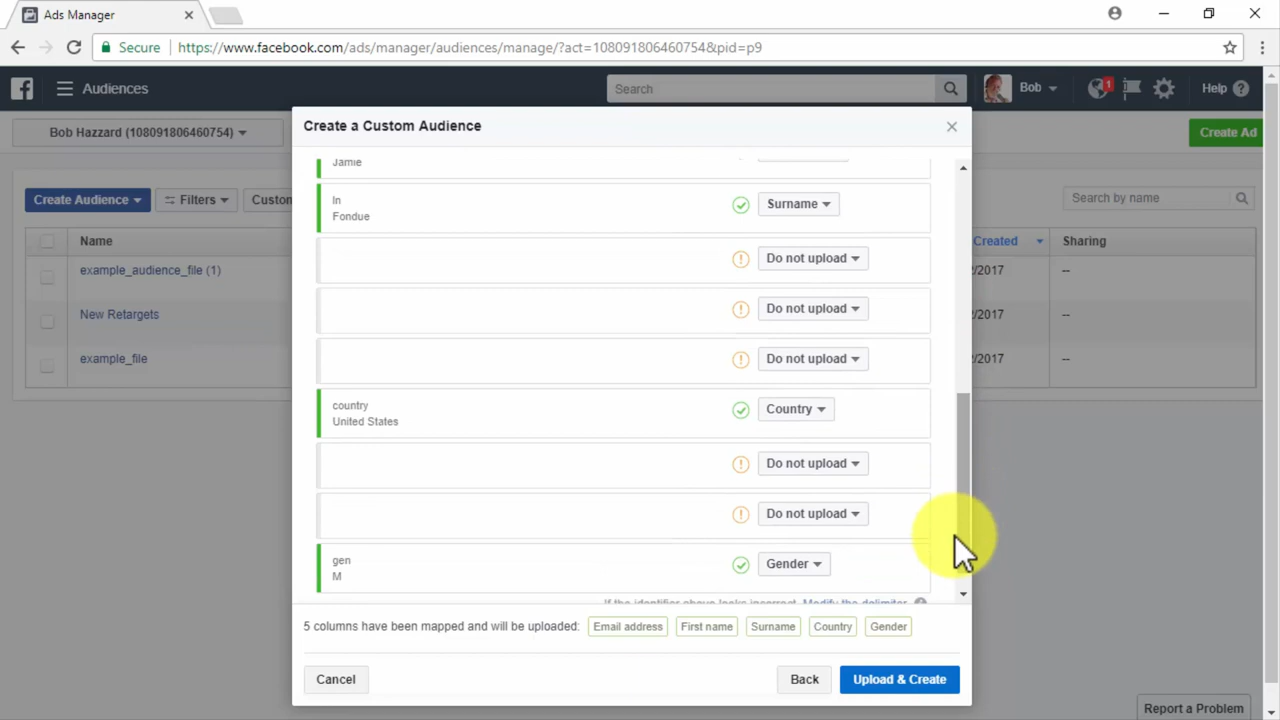 Ads Manager
Secure
https://www.facebook.com/ads/manager/audiences/manage/?act=108091806460754&pid=p9
Audiences
Search
Bob
1
Help
Bob Hazzard (108091806460754)
Create Ad
Create Audience
Filters
Custon
Search by name
Name
Created
Sharing
example_audience_file (1)
/2017
--
New Retargets
/2017
--
example_file
/2017
--
Create a Custom Audience
Jamie
ln
Fondue
Surname
Do not upload
Do not upload
Do not upload
country
United States
Country
Do not upload
Do not upload
gen
M
Gender
If the identifier above looks incorrect, Modify the delimiter
5 columns have been mapped and will be uploaded:
Email address
First name
Surname
Country
Gender
Cancel
Back
Upload & Create
Report a Problem